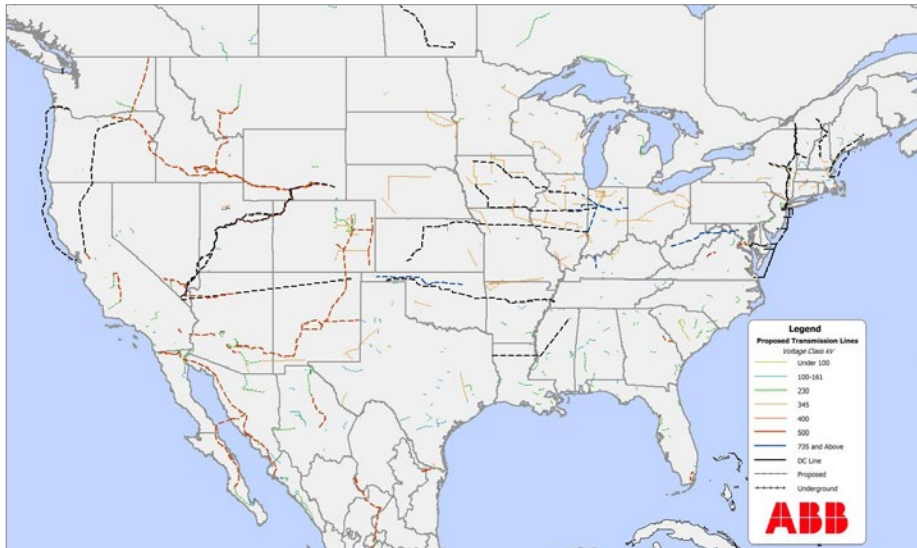 Legend
Proposed Transmission Lines
Voltage Class kV
Under 100
100-161
230
345
400
500
735 and Above
DC Line
Proposed
Underground
ABB